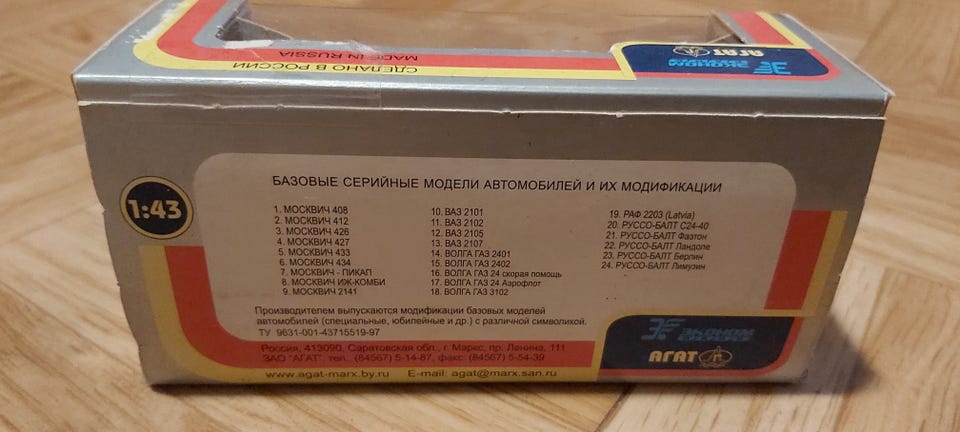 СДЕЛАНО В РОССИИ
MADE IN RUSSIA
АГАТ
ЭКОНОМ
1:43
БАЗОВЫЕ СЕРИЙНЫЕ МОДЕЛИ АВТОМОБИЛЕЙ И ИХ МОДИФИКАЦИИ
1. МОСКВИЧ 408
2. МОСКВИЧ 412
3. МОСКВИЧ 426
4. МОСКВИЧ 427
5. МОСКВИЧ 433
6. МОСКВИЧ 434
7. МОСКВИЧ - ПИКАП
8. МОСКВИЧ ИЖ-КОМБИ
9. МОСКВИЧ 2141
10. ВАЗ 2101
11. ВАЗ 2102
12. ВАЗ 2105
13. ВАЗ 2107
14. ВОЛГА ГАЗ 2401
15. ВОЛГА ГАЗ 2402
16. ВОЛГА ГАЗ 24 скорая помощь
17. ВОЛГА ГАЗ 24 Аэрофлот
18. ВОЛГА ГАЗ 3102
19. РАФ 2203 (Latvia)
20. РУССО-БАЛТ С24-40
21. РУССО-БАЛТ Фаэтон
22. РУССО-БАЛТ Ландоле
23. РУССО-БАЛТ Берлин
24. РУССО-БАЛТ Лимузин
Производителем выпускаются модификации базовых моделей
автомобилей (специальные, юбилейные и др.) с различной символикой.
ТУ 9631-001-43715519-97
Россия, 413090, Саратовская обл., г. Маркс, пр. Ленина, 111
ЗАО "АГАТ" тел. (84567) 5-14-87, факс (84567) 5-54-39
www.agat-marx.by.ru E-mail: agat@marx.san.ru
ЭКОНОМ
АГАТ